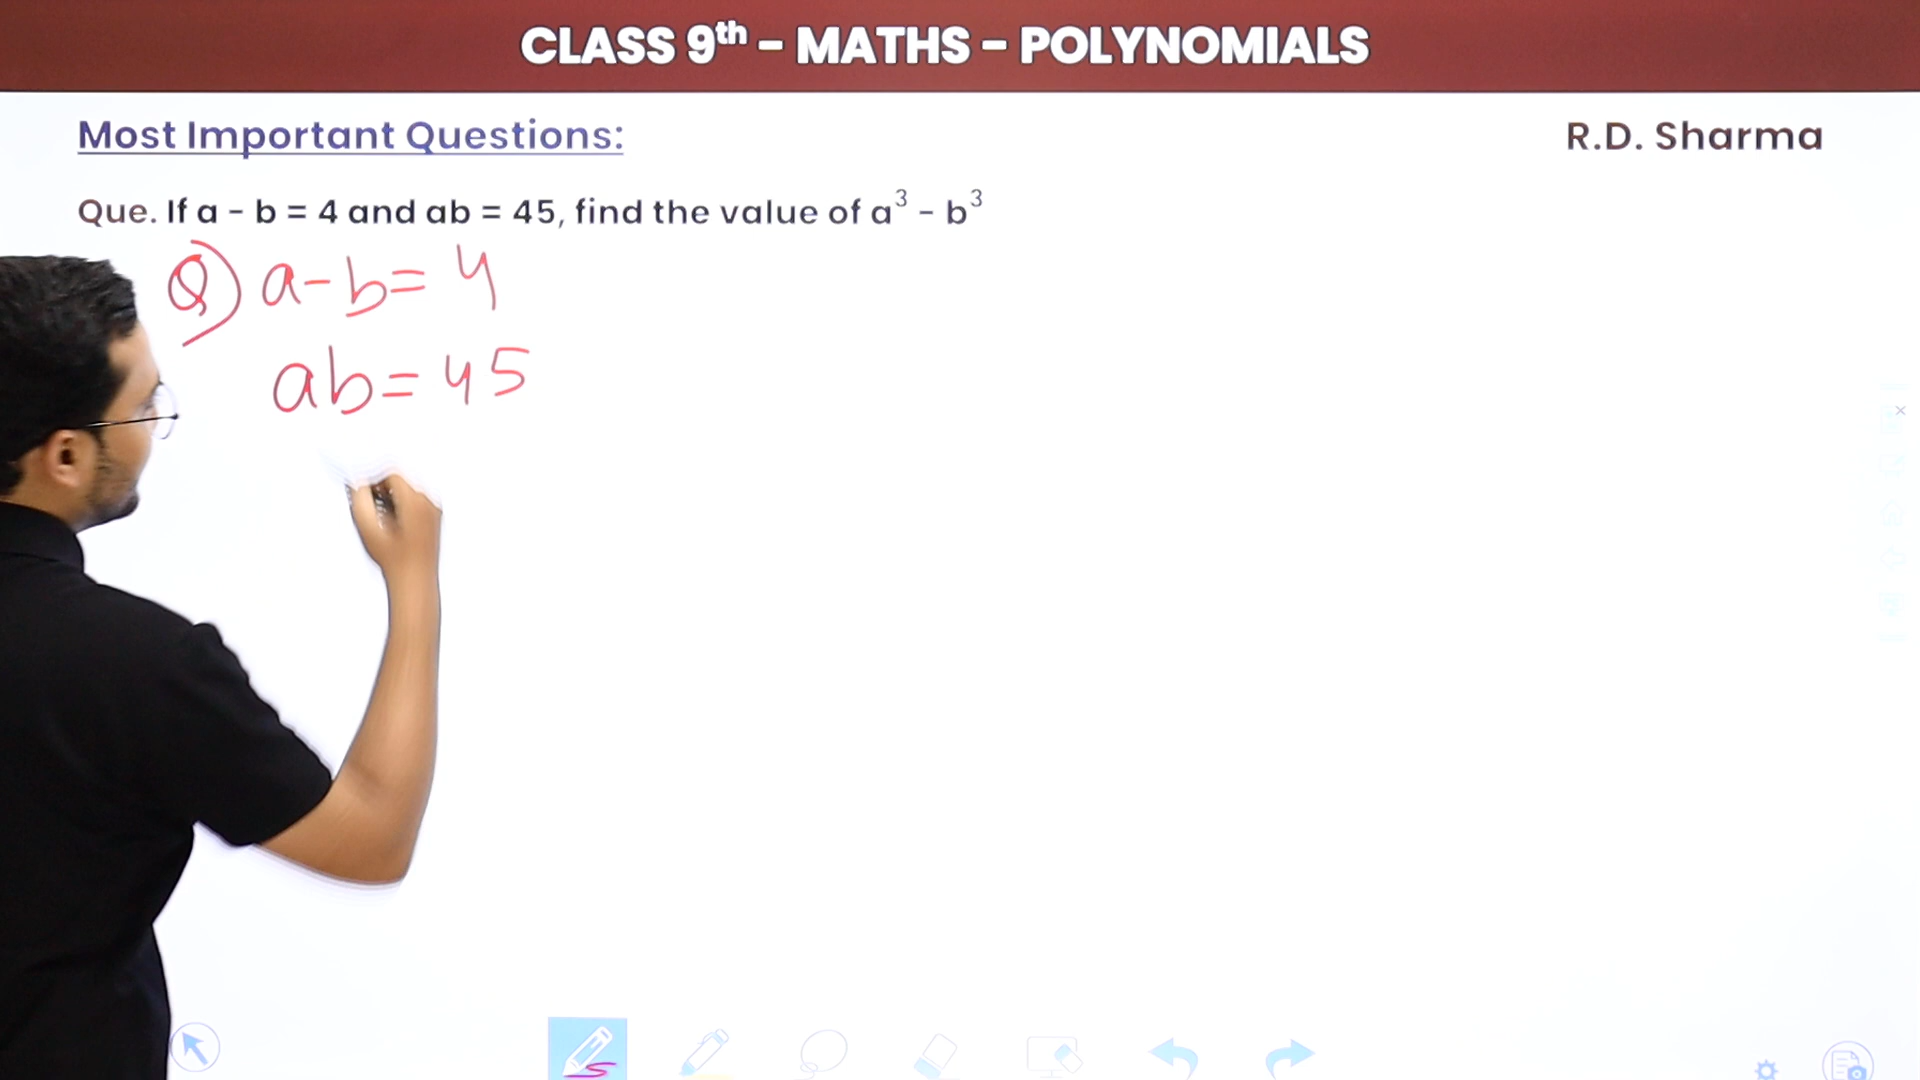 CLASS 9th - MATHS - POLYNOMIALS
Most Important Questions:
R.D. Sharma
Que. If a - b = 4 and ab = 45, find the value of a³ - b³
Q) a-b= 4
ab= 45